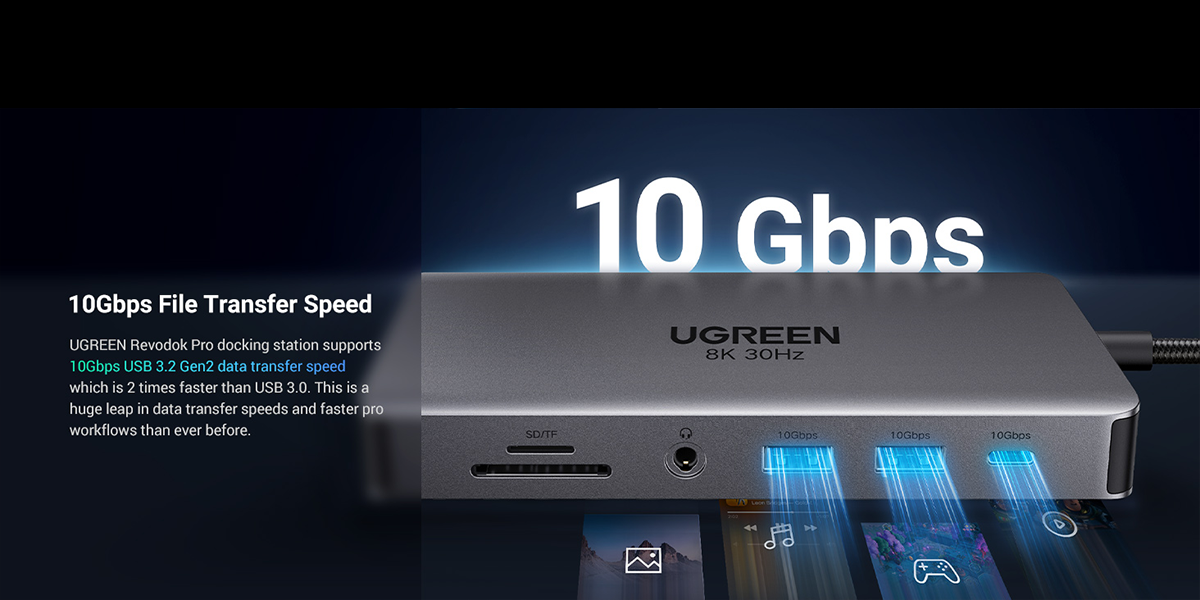 10 Gbps
10Gbps File Transfer Speed
UGREEN Revodok Pro docking station supports
10Gbps USB 3.2 Gen2 data transfer speed
which is 2 times faster than USB 3.0. This is a
huge leap in data transfer speeds and faster pro
workflows than ever before.
UGREEN
8K 30Hz
SD/TF
10Gbps
10Gbps
10Gbps